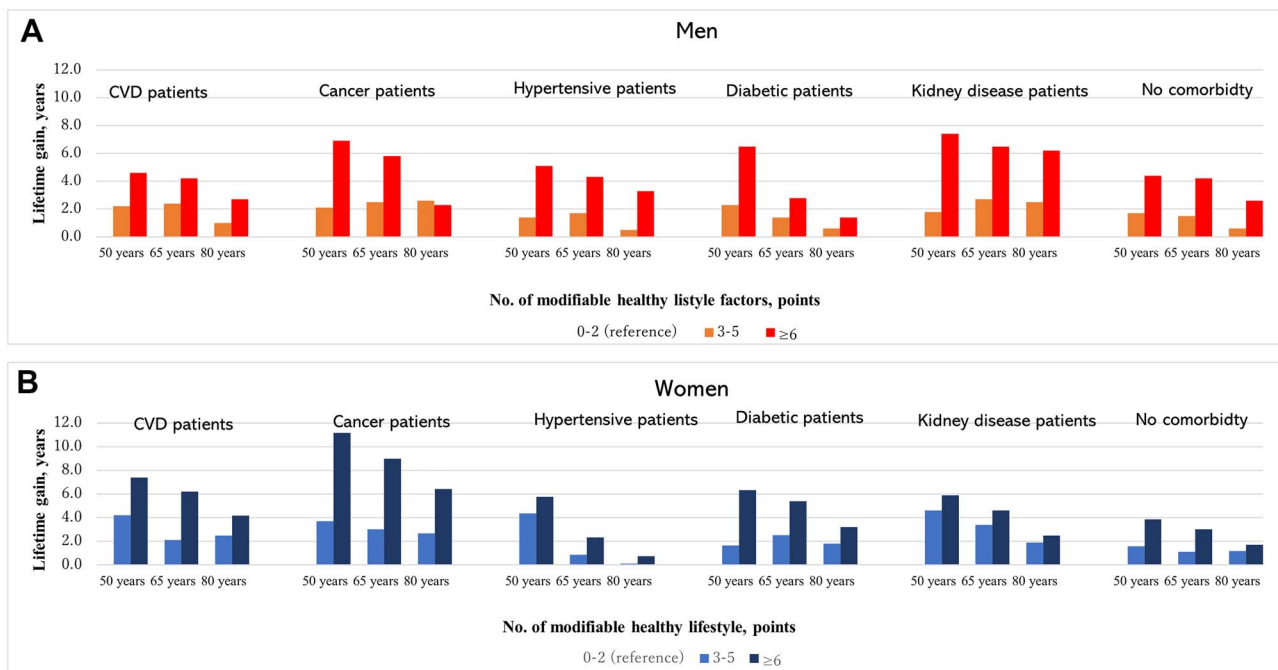 A
Men
12.0
10.0
8.0
6.0
4.0
2.0
0.0
Lifetime gain, years
CVD patients Cancer patients Hypertensive patients Diabetic patients Kidney disease patients No comorbidty
50 years 65 years 80 years 50 years 65 years 80 years 50 years 65 years 80 years 50 years 65 years 80 years 50 years 65 years 80 years 50 years 65 years 80 years
No. of modifiable healthy listyle factors, points
0-2 (reference) 3-5 ≥6
B
Women
12.0
10.0
8.0
6.0
4.0
2.0
0.0
Lifetime gain, years
CVD patients Cancer patients Hypertensive patients Diabetic patients Kidney disease patients No comorbidty
50 years 65 years 80 years 50 years 65 years 80 years 50 years 65 years 80 years 50 years 65 years 80 years 50 years 65 years 80 years 50 years 65 years 80 years
No. of modifiable healthy lifestyle, points
0-2 (reference) 3-5 ≥6